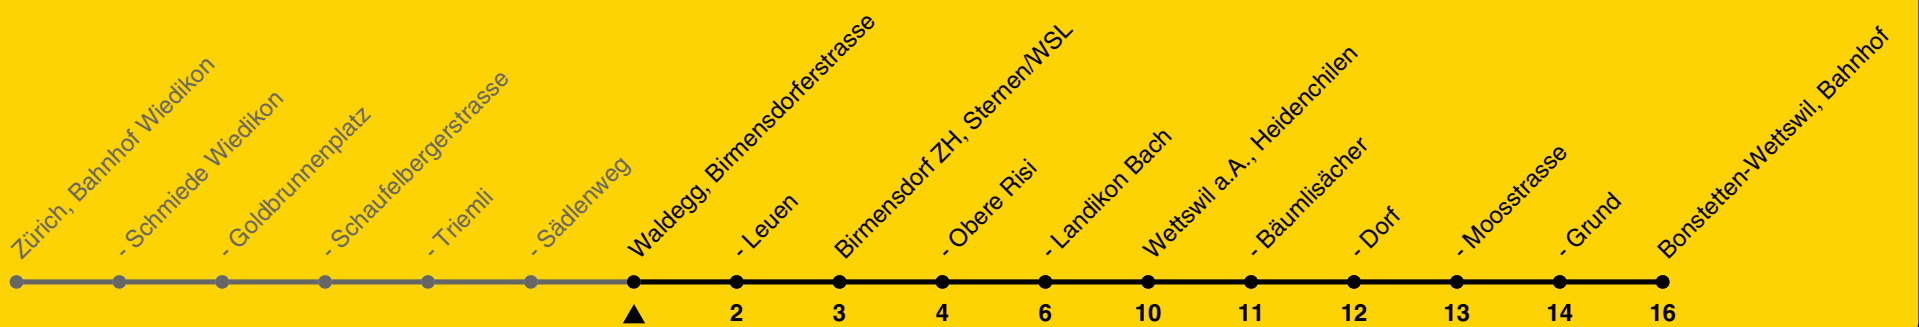 Zürich, Bahnhof Wiedikon
- Schmiede Wiedikon
- Goldbrunnenplatz
- Schaufelbergerstrasse
- Triemli
- Sädlenweg
Waldegg, Birmensdorferstrasse
- Leuen
Birmensdorf ZH, Sternen/WSL
- Obere Risi
- Landikon Bach
Wettswil a.A., Heidenchilen
- Bäumlisächer
- Dorf
- Moosstrasse
- Grund
Bonstetten-Wettswil, Bahnhof
2 3 4 6 10 11 12 13 14 16